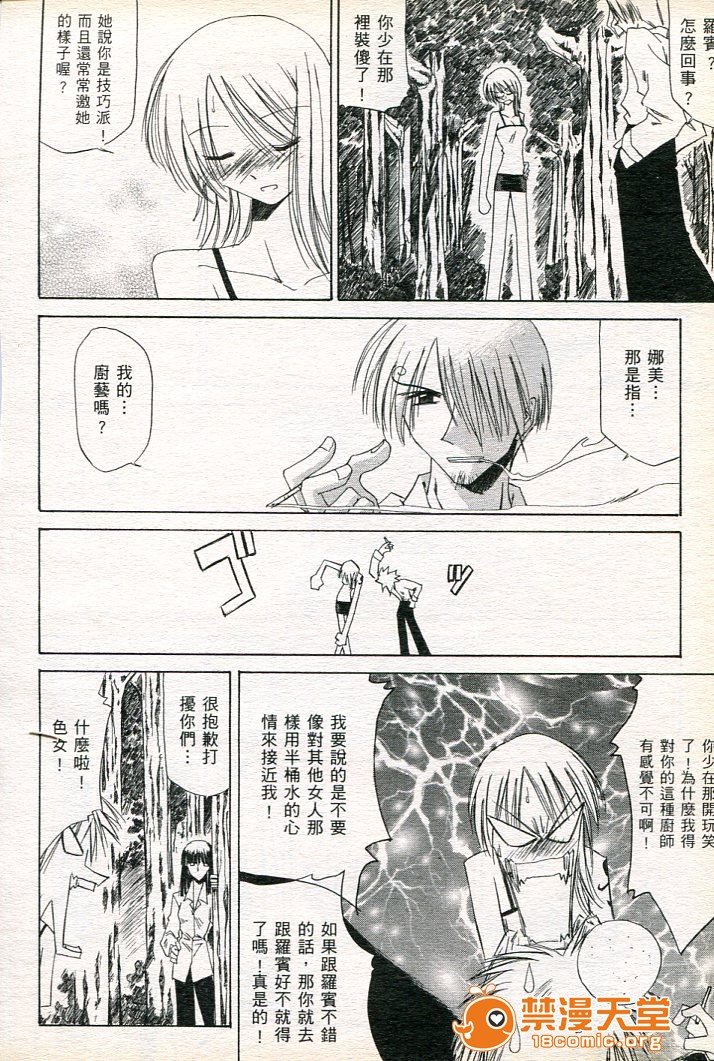 羅賓？
怎麼回事？
你少在那
裡裝傻了！
她說你是技巧派！
而且還常常邀她
的樣子喔？
娜美…
那是指…
我的…
廚藝嗎？
ッ
ゴ
你少在那開玩笑
了！為什麼我得
對你的這種廚師
有感覺不可啊！
我要說的是不要
像對其他女人那
樣用半桶水的心
情來接近我！
如果跟羅賓不錯
的話，那你就去
跟羅賓好不就得
了嗎！真是的！
很抱歉打
擾你們…
什麼啦！
色女！
禁漫天堂
18comic.org